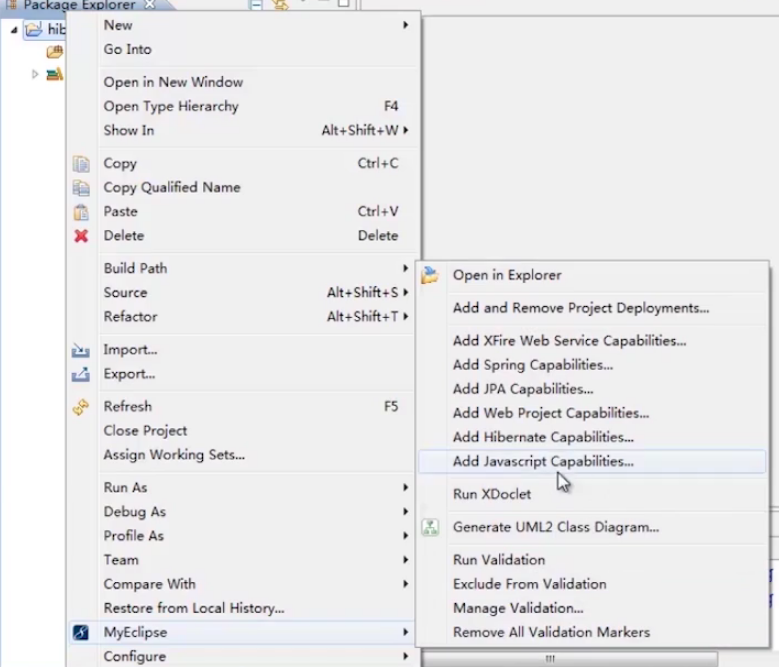 Package Explorer
hib
New
Go Into
Open in New Window
Open Type Hierarchy F4
Show In Alt+Shift+W
Copy Ctrl+C
Copy Qualified Name
Paste Ctrl+V
Delete Delete
Build Path
Source Alt+Shift+S
Refactor Alt+Shift+T
Import...
Export...
Refresh F5
Close Project
Assign Working Sets...
Run As
Debug As
Profile As
Team
Compare With
Restore from Local History...
MyEclipse
Configure
Open in Explorer
Add and Remove Project Deployments...
Add XFire Web Service Capabilities...
Add Spring Capabilities...
Add JPA Capabilities...
Add Web Project Capabilities...
Add Hibernate Capabilities...
Add Javascript Capabilities...
Run XDoclet
Generate UML2 Class Diagram...
Run Validation
Exclude From Validation
Manage Validation...
Remove All Validation Markers